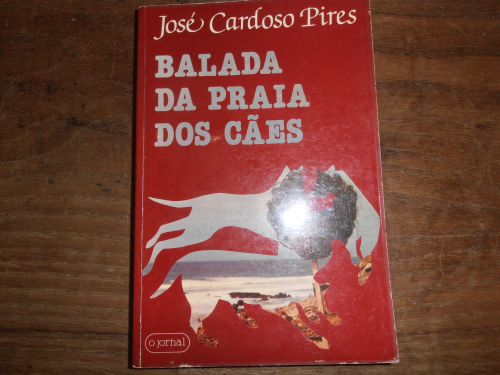 José Cardoso Pires
BALADA
DA PRAIA
DOS CÃES
o jornal